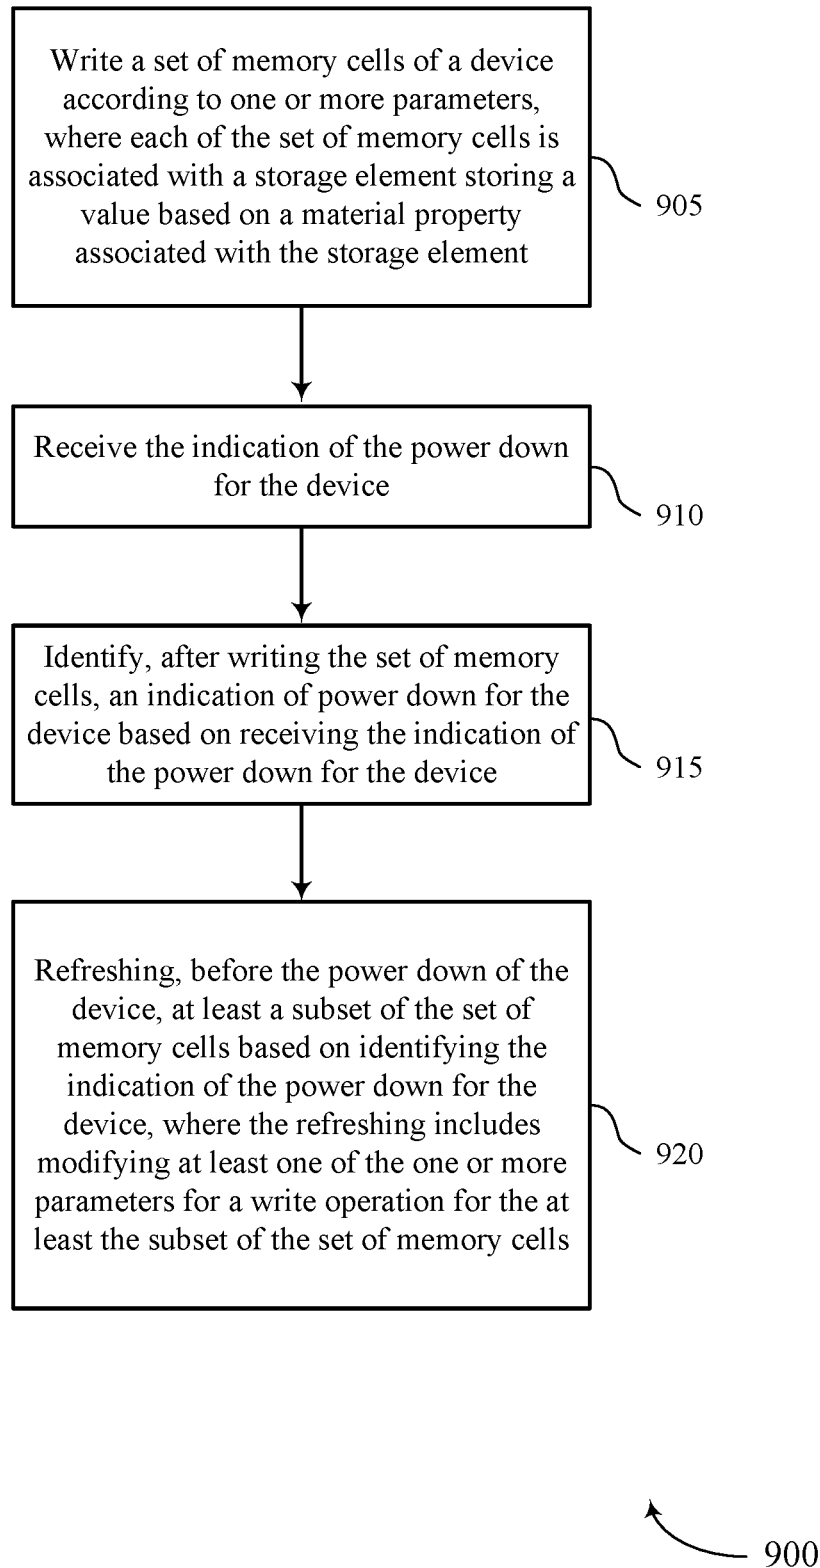 Write a set of memory cells of a device
according to one or more parameters,
where each of the set of memory cells is
associated with a storage element storing a
value based on a material property
associated with the storage element
905
Receive the indication of the power down
for the device
910
Identify, after writing the set of memory
cells, an indication of power down for the
device based on receiving the indication of
the power down for the device
915
Refreshing, before the power down of the
device, at least a subset of the set of
memory cells based on identifying the
indication of the power down for the
device, where the refreshing includes
modifying at least one of the one or more
parameters for a write operation for the at
least the subset of the set of memory cells
920
900